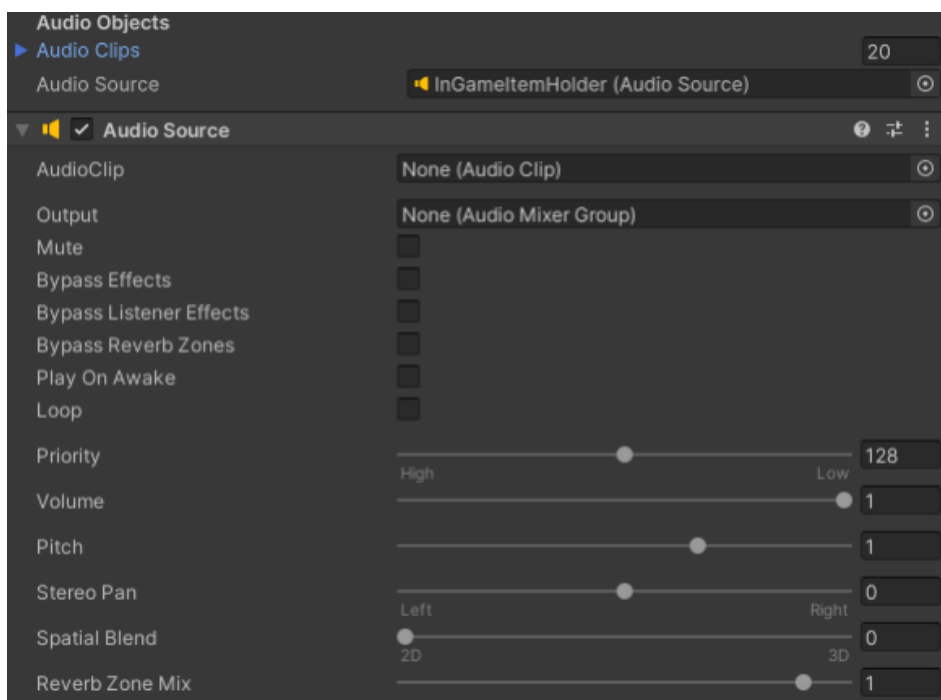 Audio Objects
Audio Clips 20
Audio Source InGameItemHolder (Audio Source)
Audio Source
AudioClip None (Audio Clip)
Output None (Audio Mixer Group)
Mute
Bypass Effects
Bypass Listener Effects
Bypass Reverb Zones
Play On Awake
Loop
Priority 128
High Low
Volume 1
Pitch 1
Stereo Pan 0
Left Right
Spatial Blend 0
2D 3D
Reverb Zone Mix 1